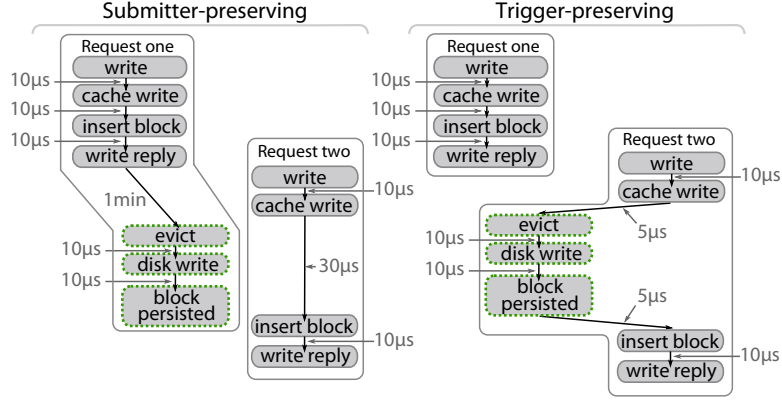 Submitter-preserving
Request one
write
10µs
cache write
10µs
insert block
10µs
write reply
1min
evict
10µs
disk write
10µs
block
persisted
Request two
write
10µs
cache write
30µs
insert block
10µs
write reply
Trigger-preserving
Request one
write
10µs
cache write
10µs
insert block
10µs
write reply
Request two
write
10µs
cache write
5µs
evict
10µs
disk write
10µs
block
persisted
5µs
insert block
10µs
write reply